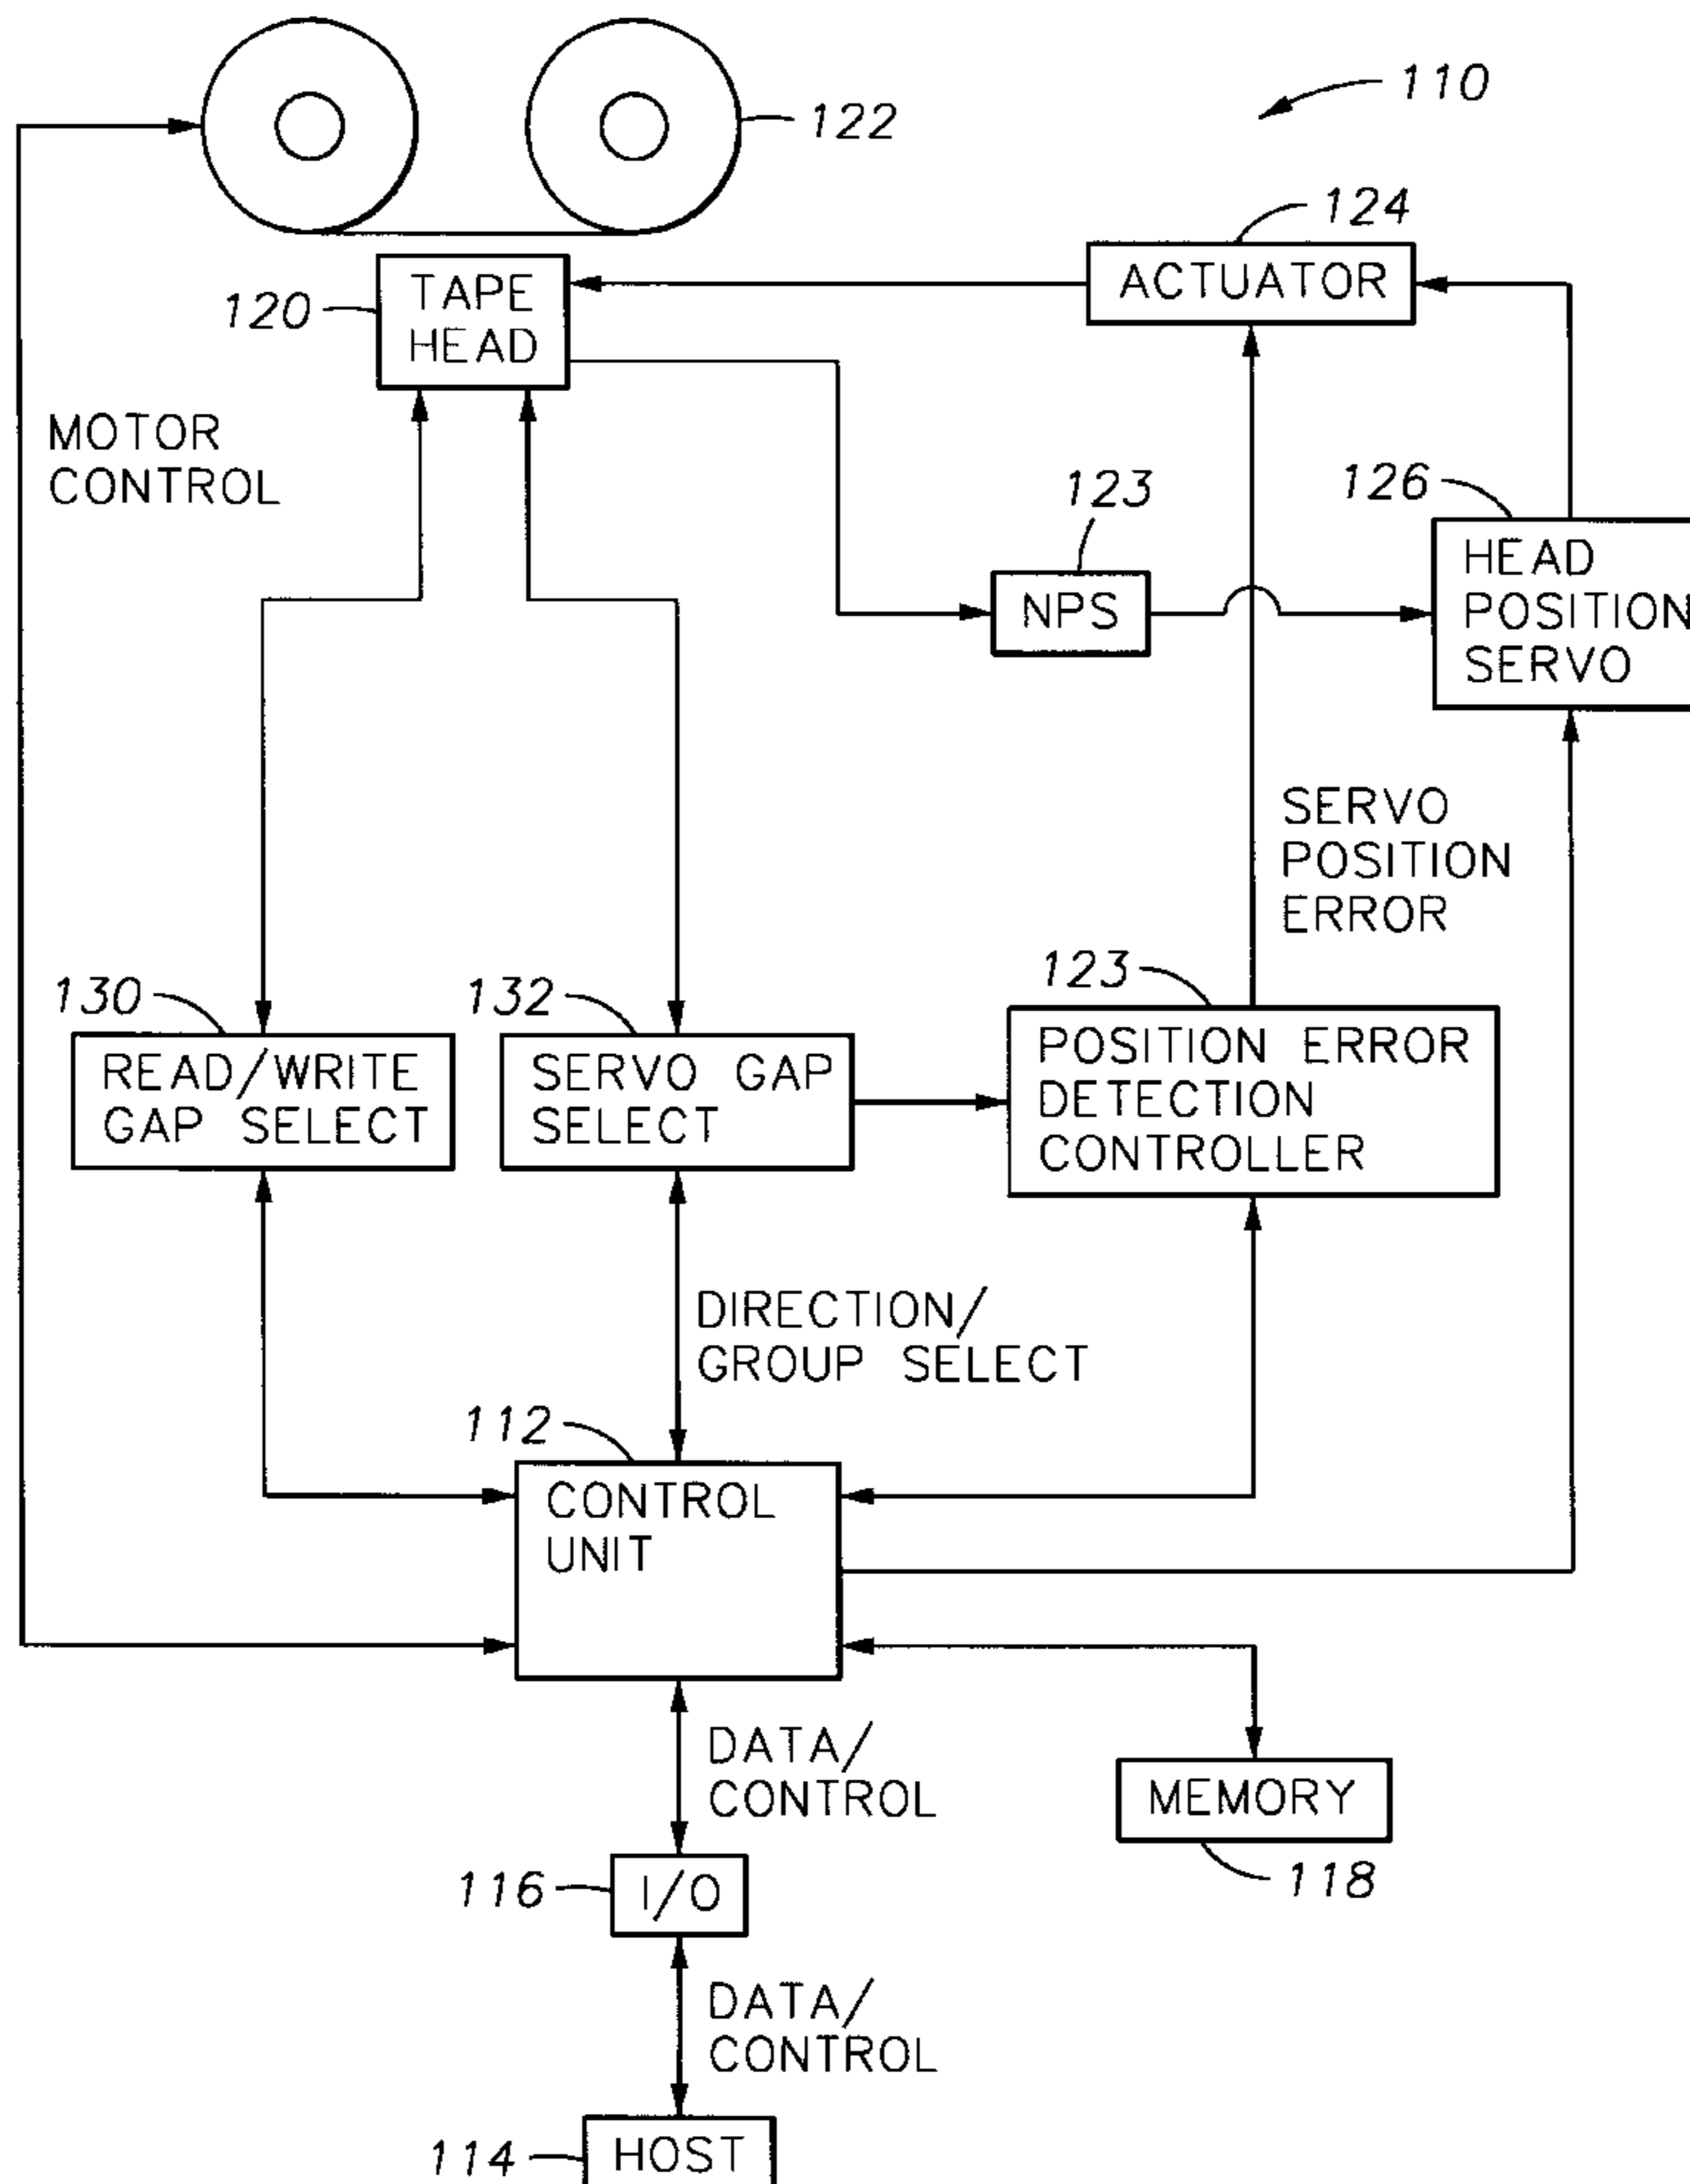 110
122
124
ACTUATOR
TAPE
HEAD
120
MOTOR
CONTROL
123
NPS
126
HEAD
POSITION
SERVO
SERVO
POSITION
ERROR
130
READ/WRITE
GAP SELECT
132
SERVO GAP
SELECT
123
POSITION ERROR
DETECTION
CONTROLLER
DIRECTION/
GROUP SELECT
112
CONTROL
UNIT
DATA/
CONTROL
MEMORY
118
116
I/O
DATA/
CONTROL
114
HOST